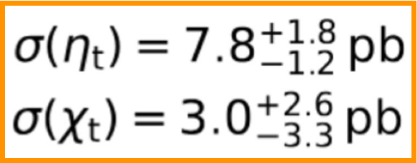 σ(ηₜ) = 7.8⁺¹·⁸₋₁.₂ pb
σ(χₜ) = 3.0⁺²·⁶₋₃.₃ pb